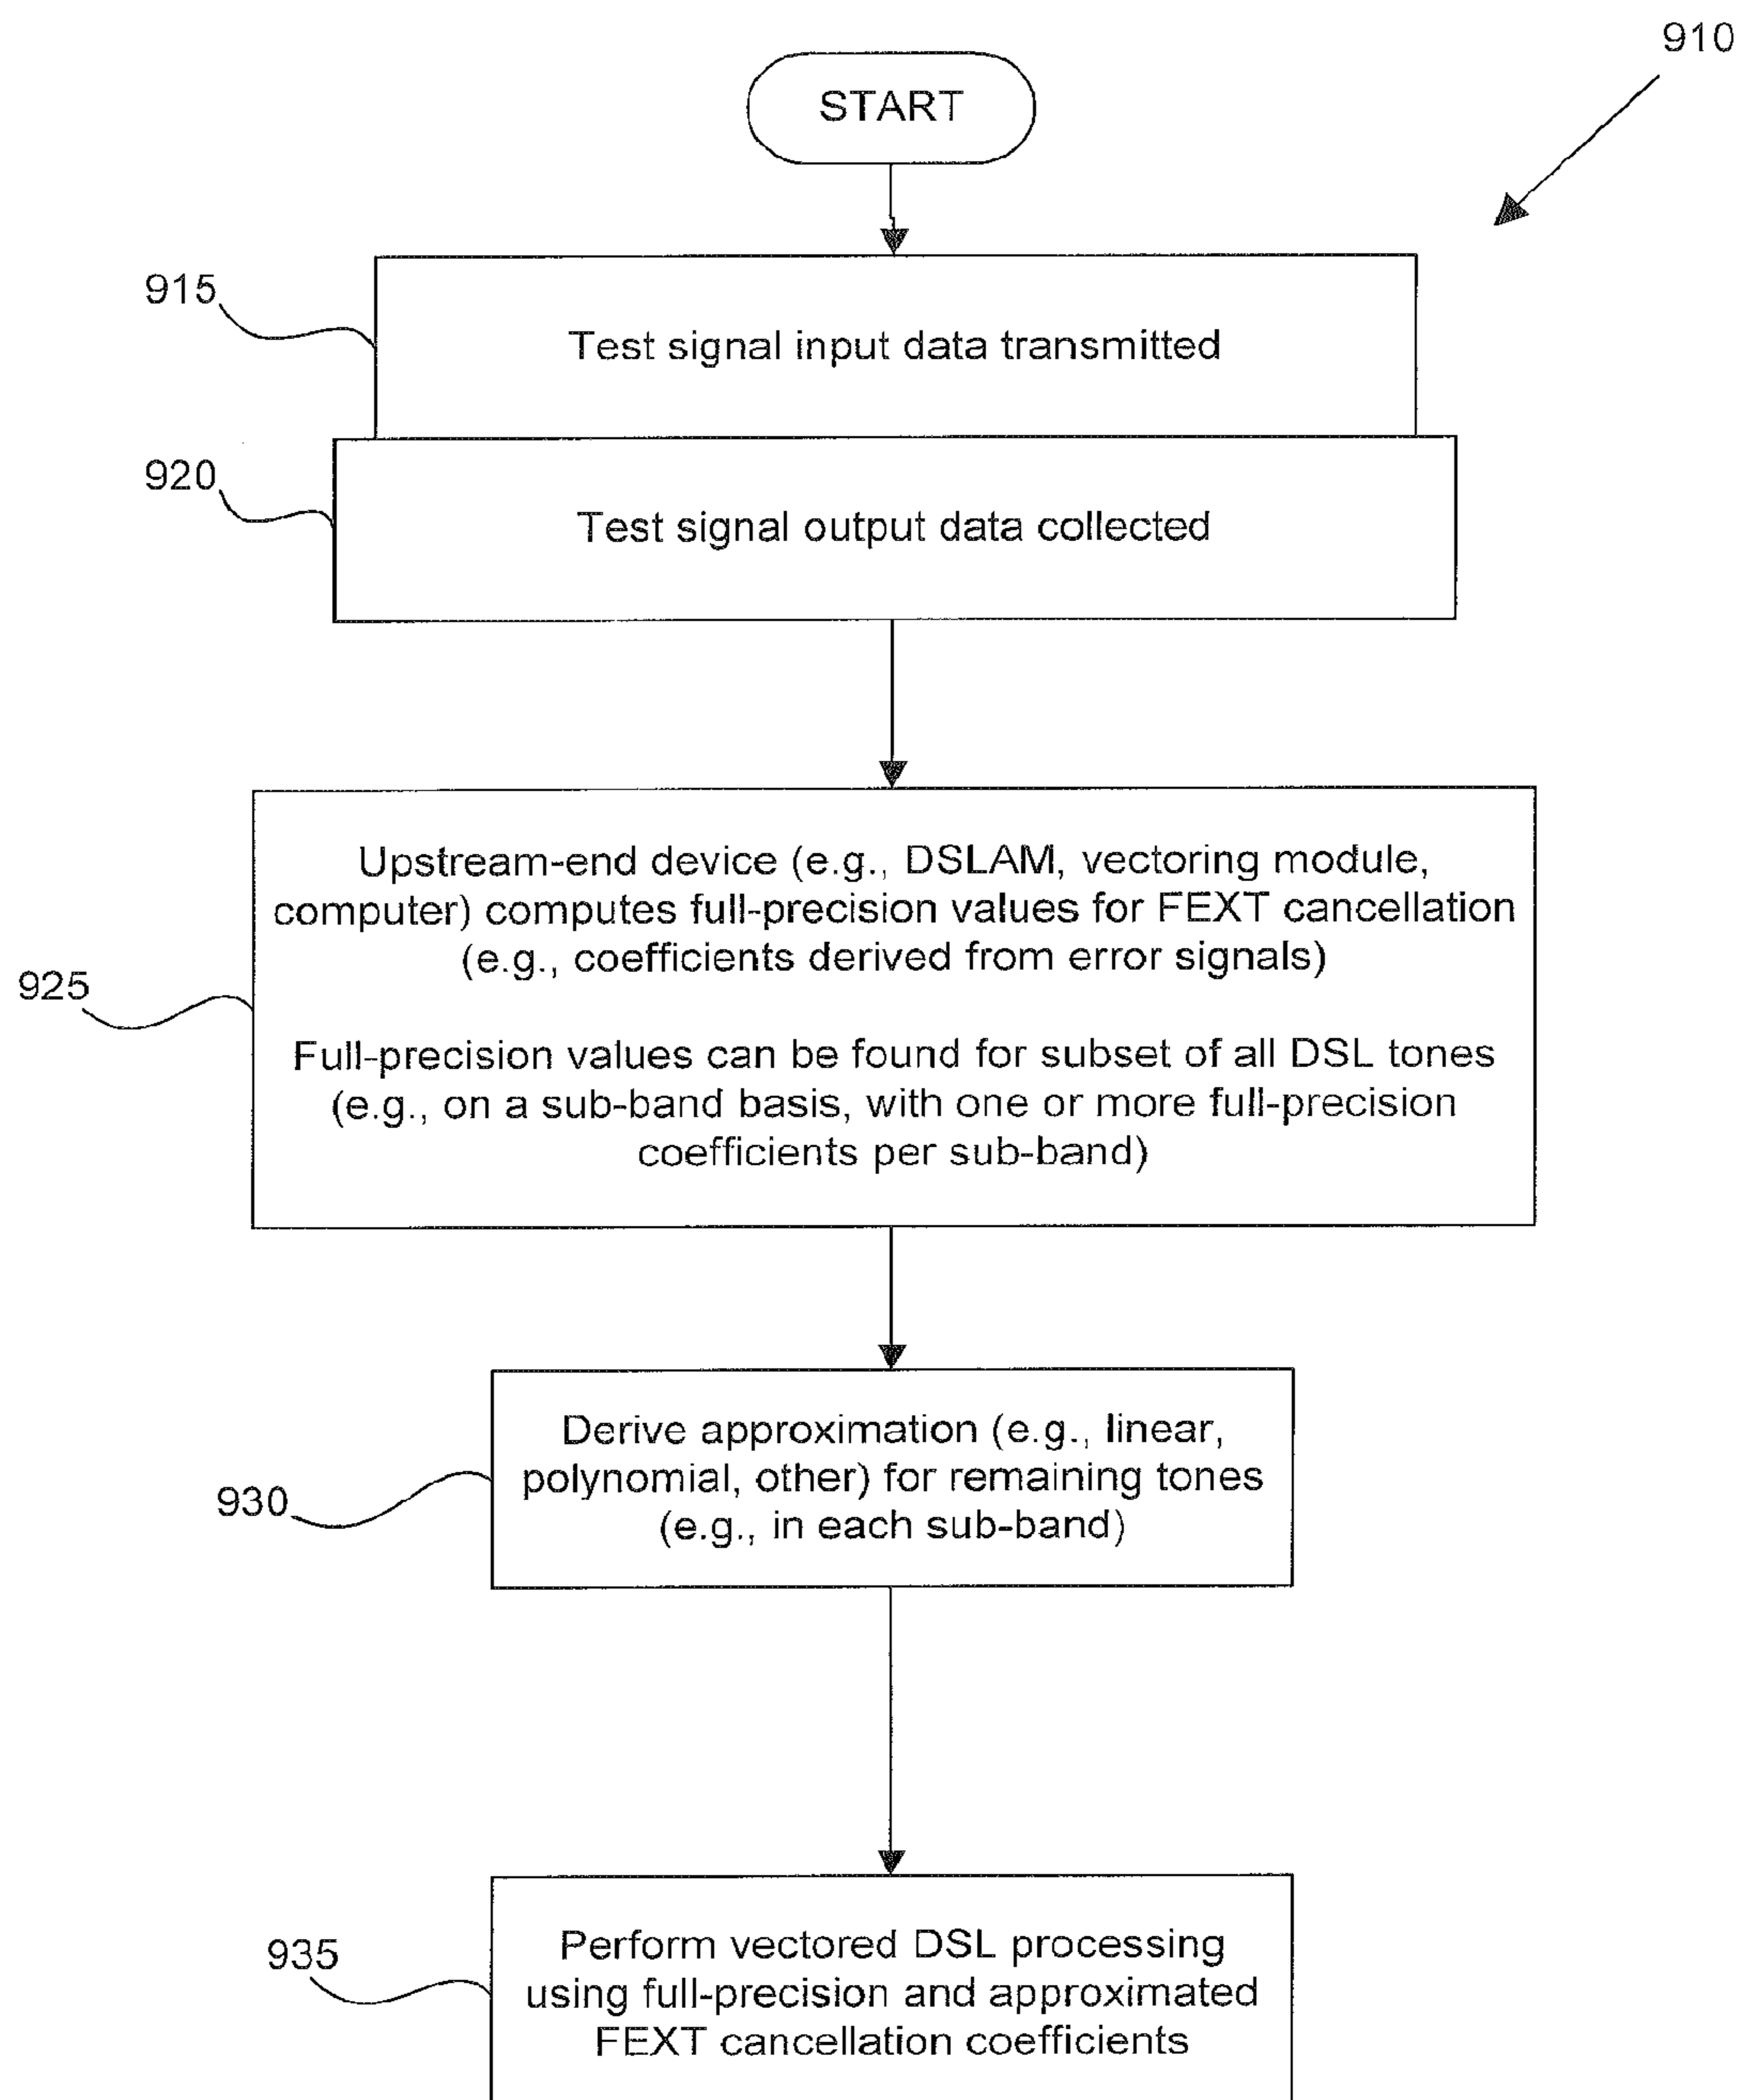 910
START
915
Test signal input data transmitted
920
Test signal output data collected
925
Upstream-end device (e.g., DSLAM, vectoring module,
computer) computes full-precision values for FEXT cancellation
(e.g., coefficients derived from error signals)
Full-precision values can be found for subset of all DSL tones
(e.g., on a sub-band basis, with one or more full-precision
coefficients per sub-band)
930
Derive approximation (e.g., linear,
polynomial, other) for remaining tones
(e.g., in each sub-band)
935
Perform vectored DSL processing
using full-precision and approximated
FEXT cancellation coefficients